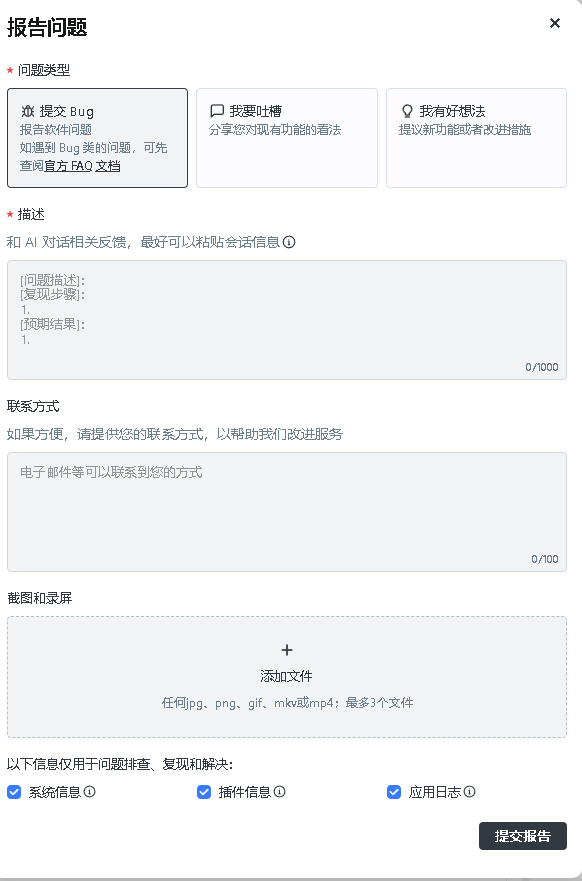 报告问题
* 问题类型
提交 Bug
报告软件问题
如遇到 Bug 类的问题，可先
查阅官方 FAQ 文档
我要吐槽
分享您对现有功能的看法
我有好想法
提议新功能或者改进措施
* 描述
和 AI 对话相关反馈，最好可以粘贴会话信息
[问题描述]:
[复现步骤]:
1.
[预期结果]:
1.
0/1000
联系方式
如果方便，请提供您的联系方式，以帮助我们改进服务
电子邮件等可以联系到您的方式
0/100
截图和录屏
添加文件
任何jpg、png、gif、mkv或mp4；最多3个文件
以下信息仅用于问题排查、复现和解决:
系统信息 插件信息 应用日志
提交报告